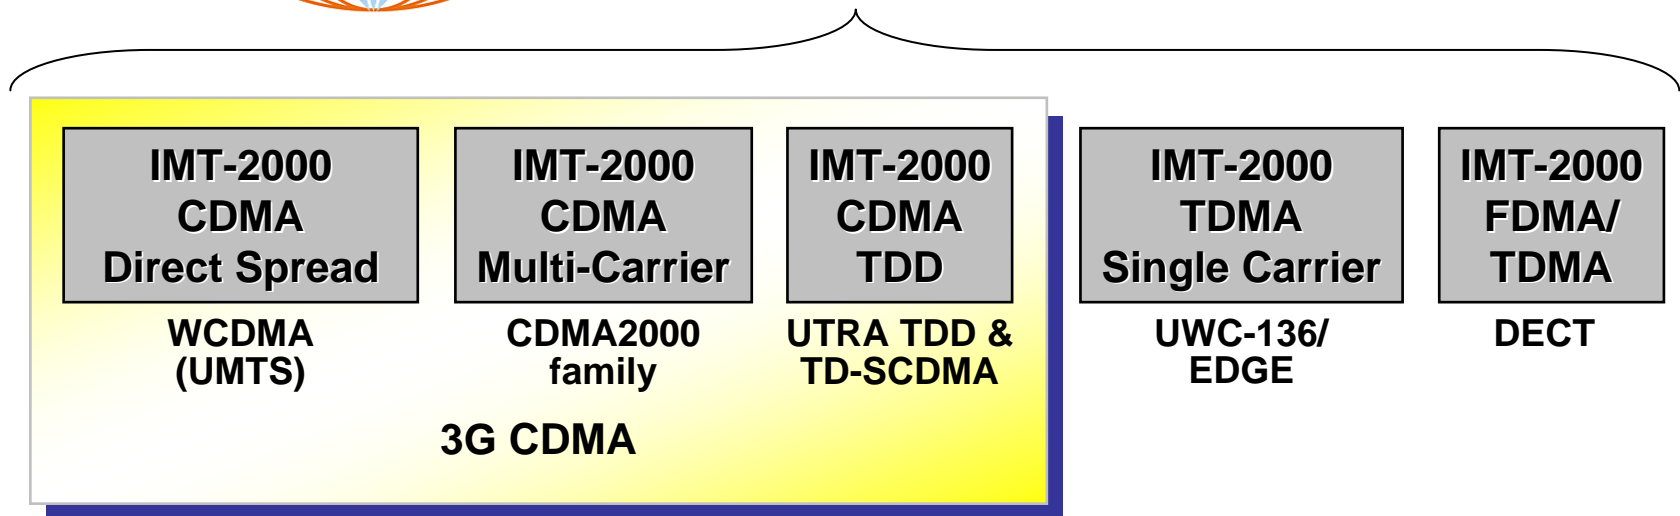 IMT-2000
CDMA
Direct Spread
WCDMA
(UMTS)
IMT-2000
CDMA
Multi-Carrier
CDMA2000
family
IMT-2000
CDMA
TDD
UTRA TDD &
TD-SCDMA
3G CDMA
IMT-2000
TDMA
Single Carrier
UWC-136/
EDGE
IMT-2000
FDMA/
TDMA
DECT